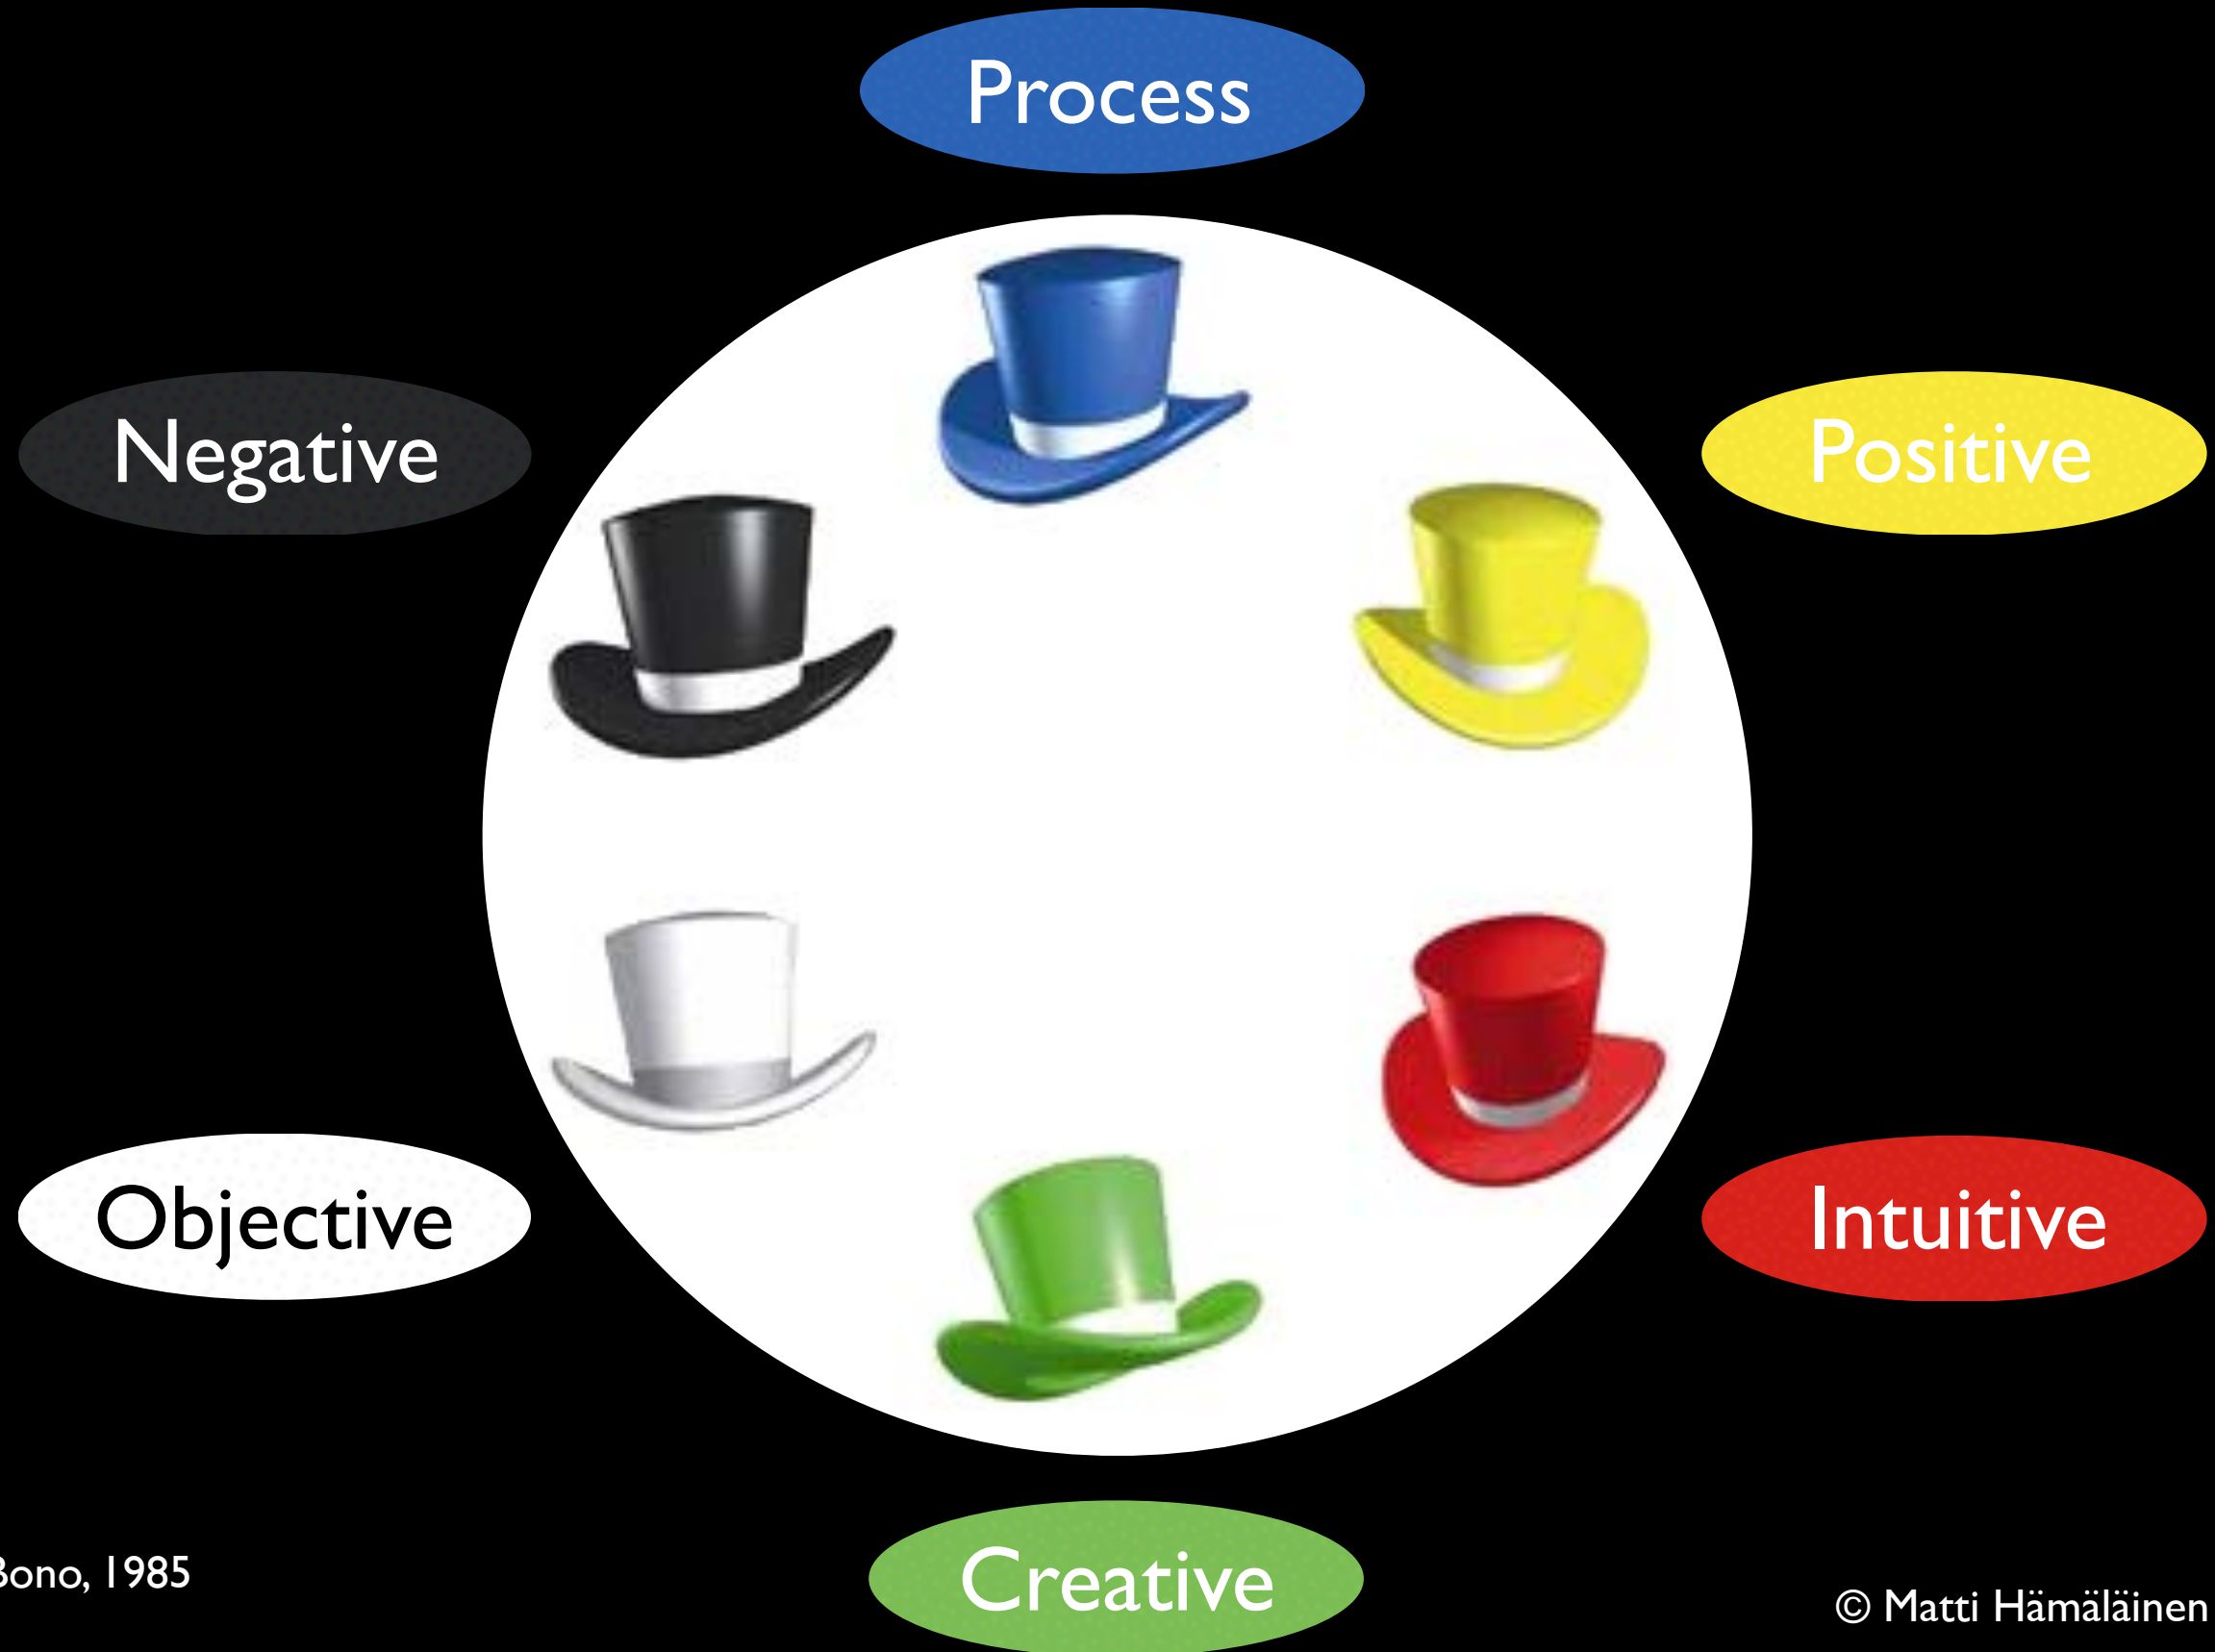 Process
Negative
Positive
Objective
Intuitive
Creative
Bono, 1985
© Matti Hämäläinen